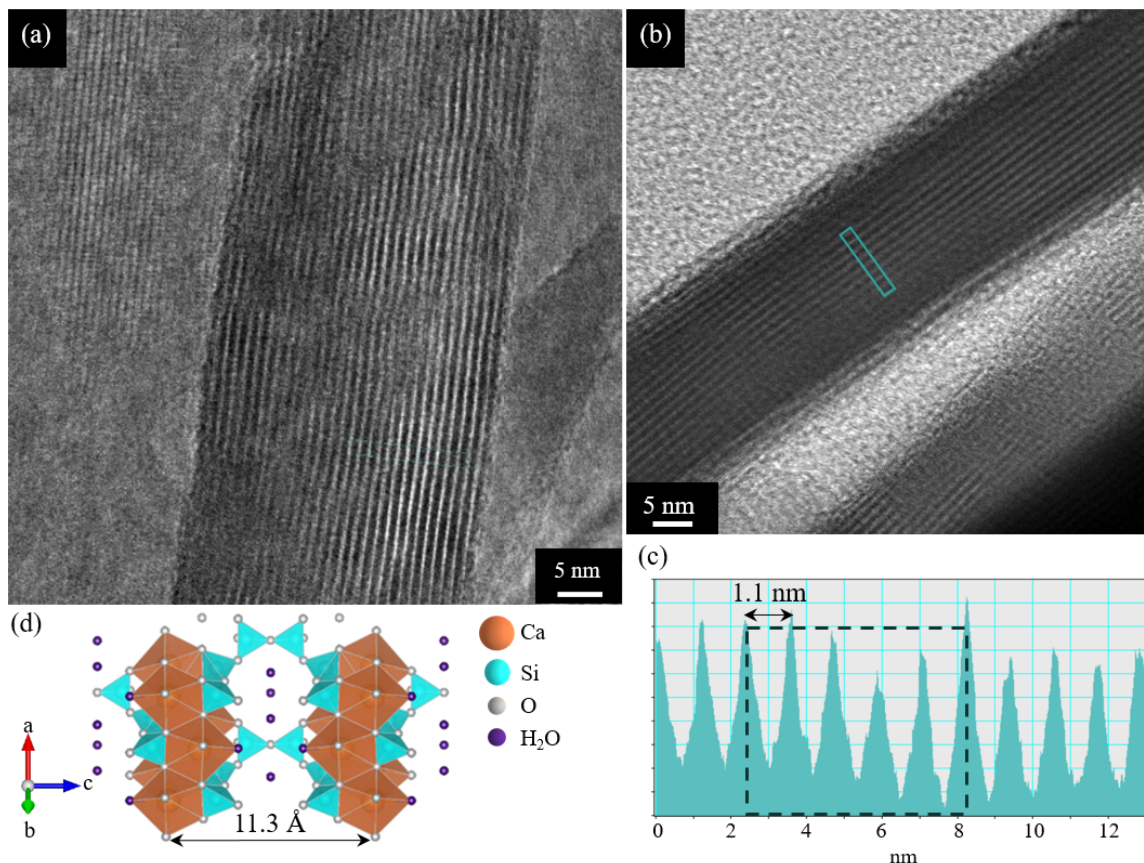 (a)
(b)
5 nm
5 nm
(c)
1.1 nm
0 2 4 6 8 10 12
nm
(d)
Ca
Si
O
H₂O
a
c
b
11.3 Å